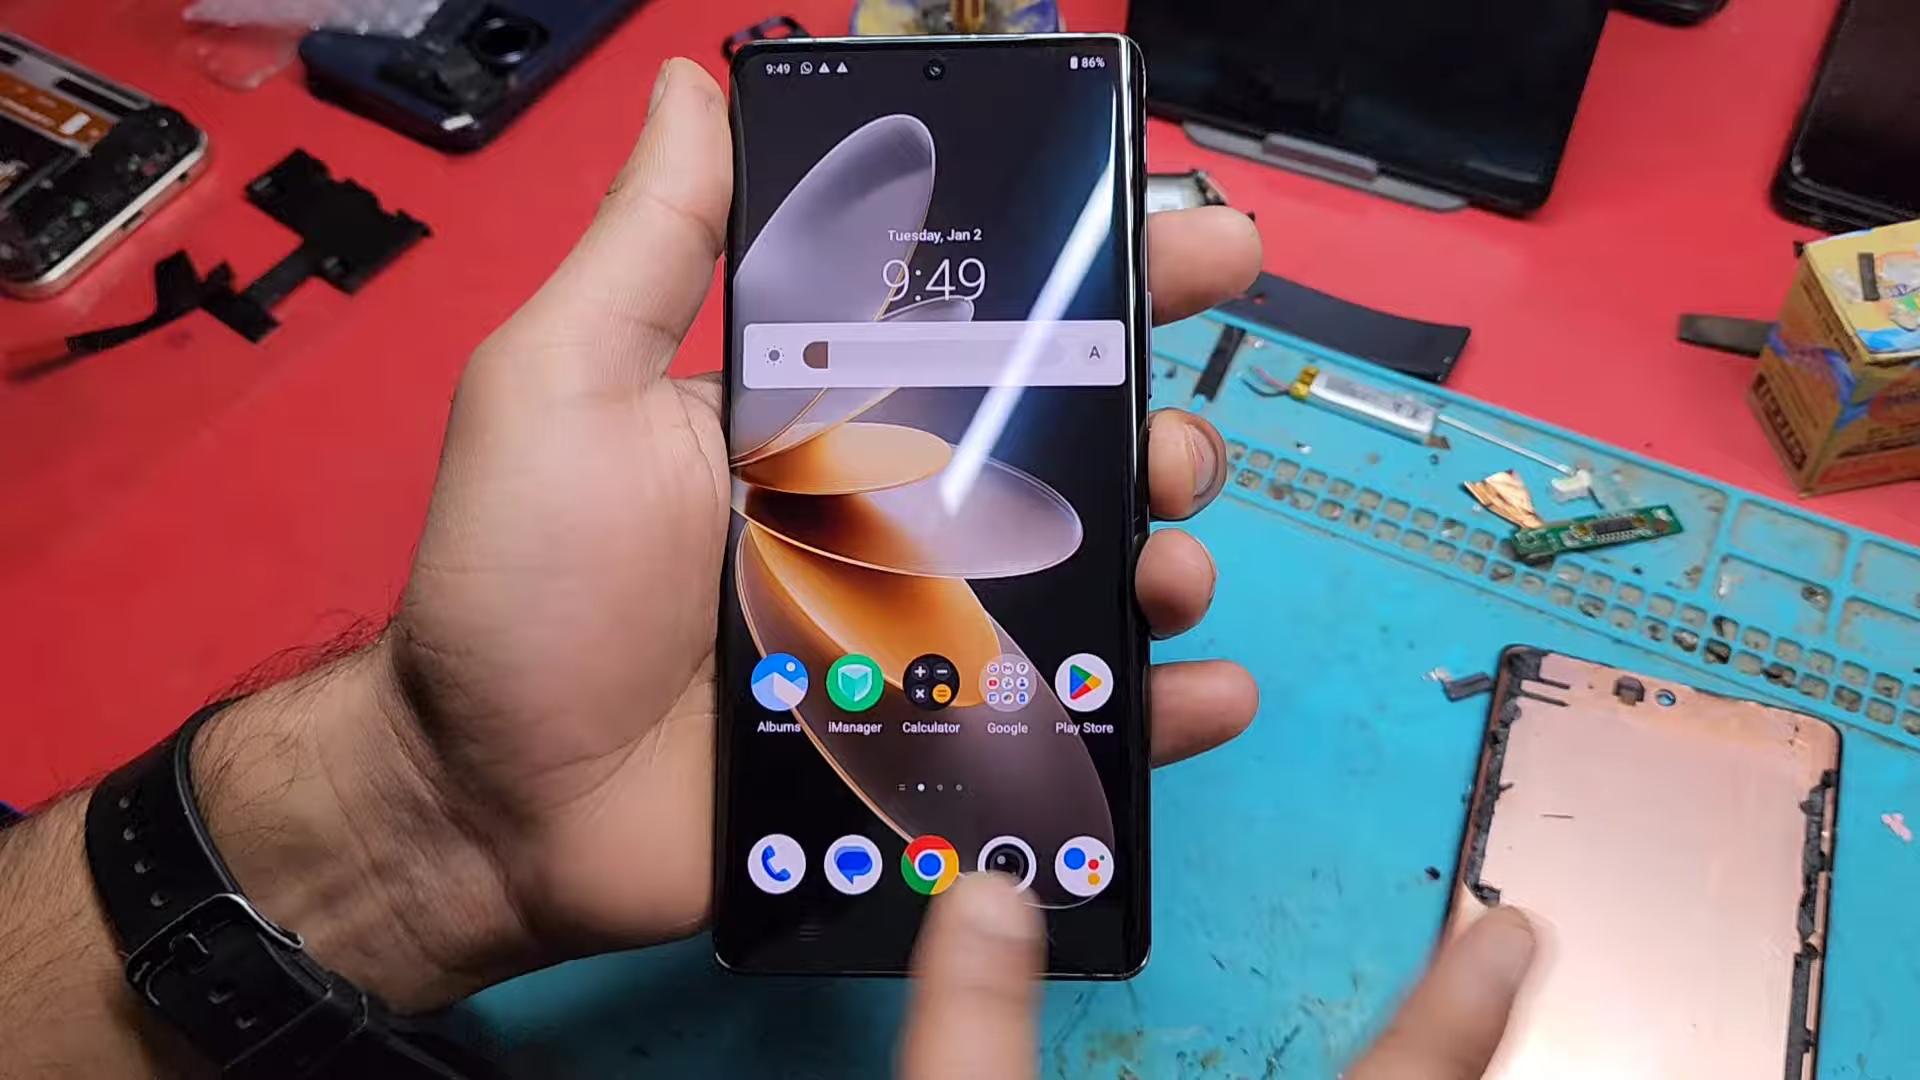 9:49
86%
Tuesday, Jan 2
9:49
A
Albums
iManager
Calculator
Google
Play Store